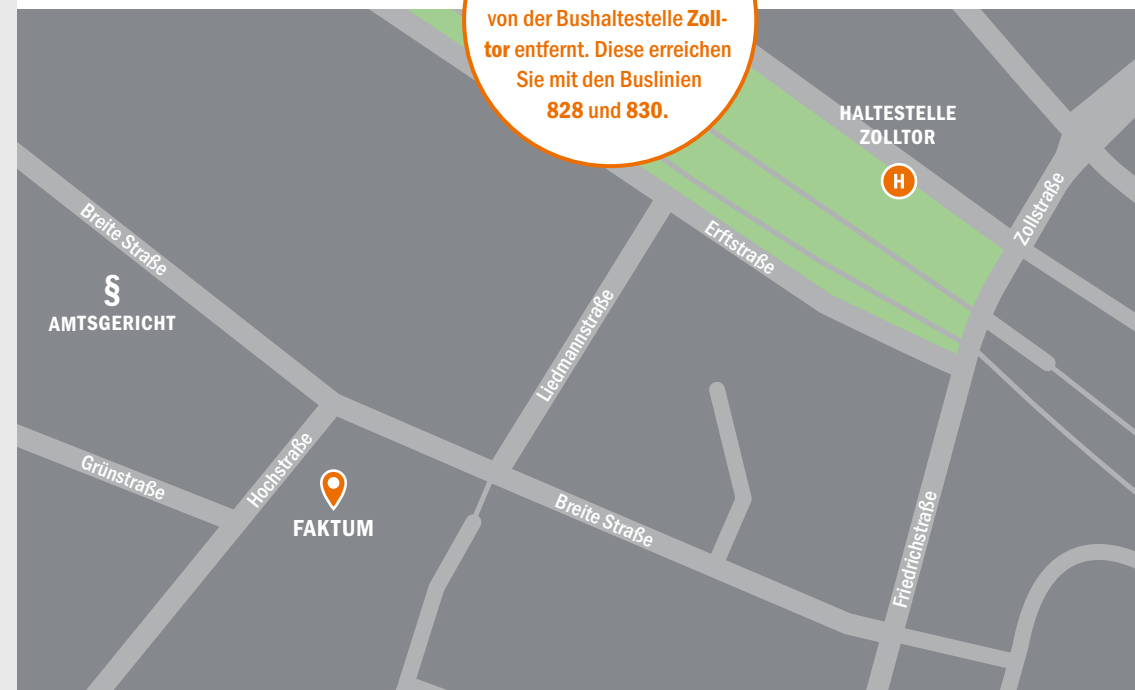 von der Bushaltestelle Zoll-
tor entfernt. Diese erreichen
Sie mit den Buslinien
828 und 830.
HALTESTELLE
ZOLLTOR
H
Zollstraße
Breite Straße
Erftstraße
§
AMTSGERICHT
Liedmannstraße
Grünstraße
Hochstraße
FAKTUM
Breite Straße
Friedrichstraße